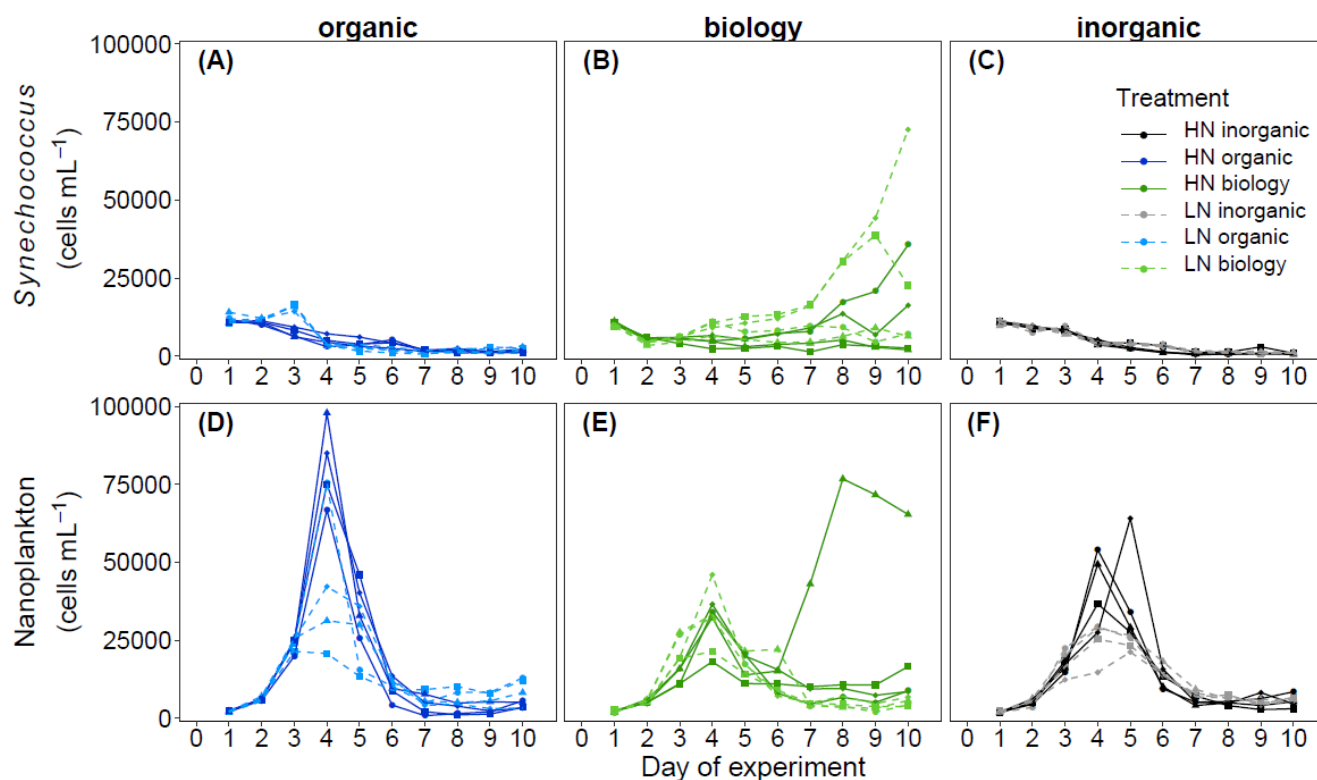 organic biology inorganic
100000 (A) (B) (C)
Treatment
75000 HN inorganic
HN organic
HN biology
50000 LN inorganic
LN organic
LN biology
25000
0
Synechococcus
(cells mL⁻¹)
0 1 2 3 4 5 6 7 8 9 10 0 1 2 3 4 5 6 7 8 9 10 0 1 2 3 4 5 6 7 8 9 10
100000 (D) (E) (F)
75000
50000
25000
0
Nanoplankton
(cells mL⁻¹)
0 1 2 3 4 5 6 7 8 9 10 0 1 2 3 4 5 6 7 8 9 10 0 1 2 3 4 5 6 7 8 9 10
Day of experiment